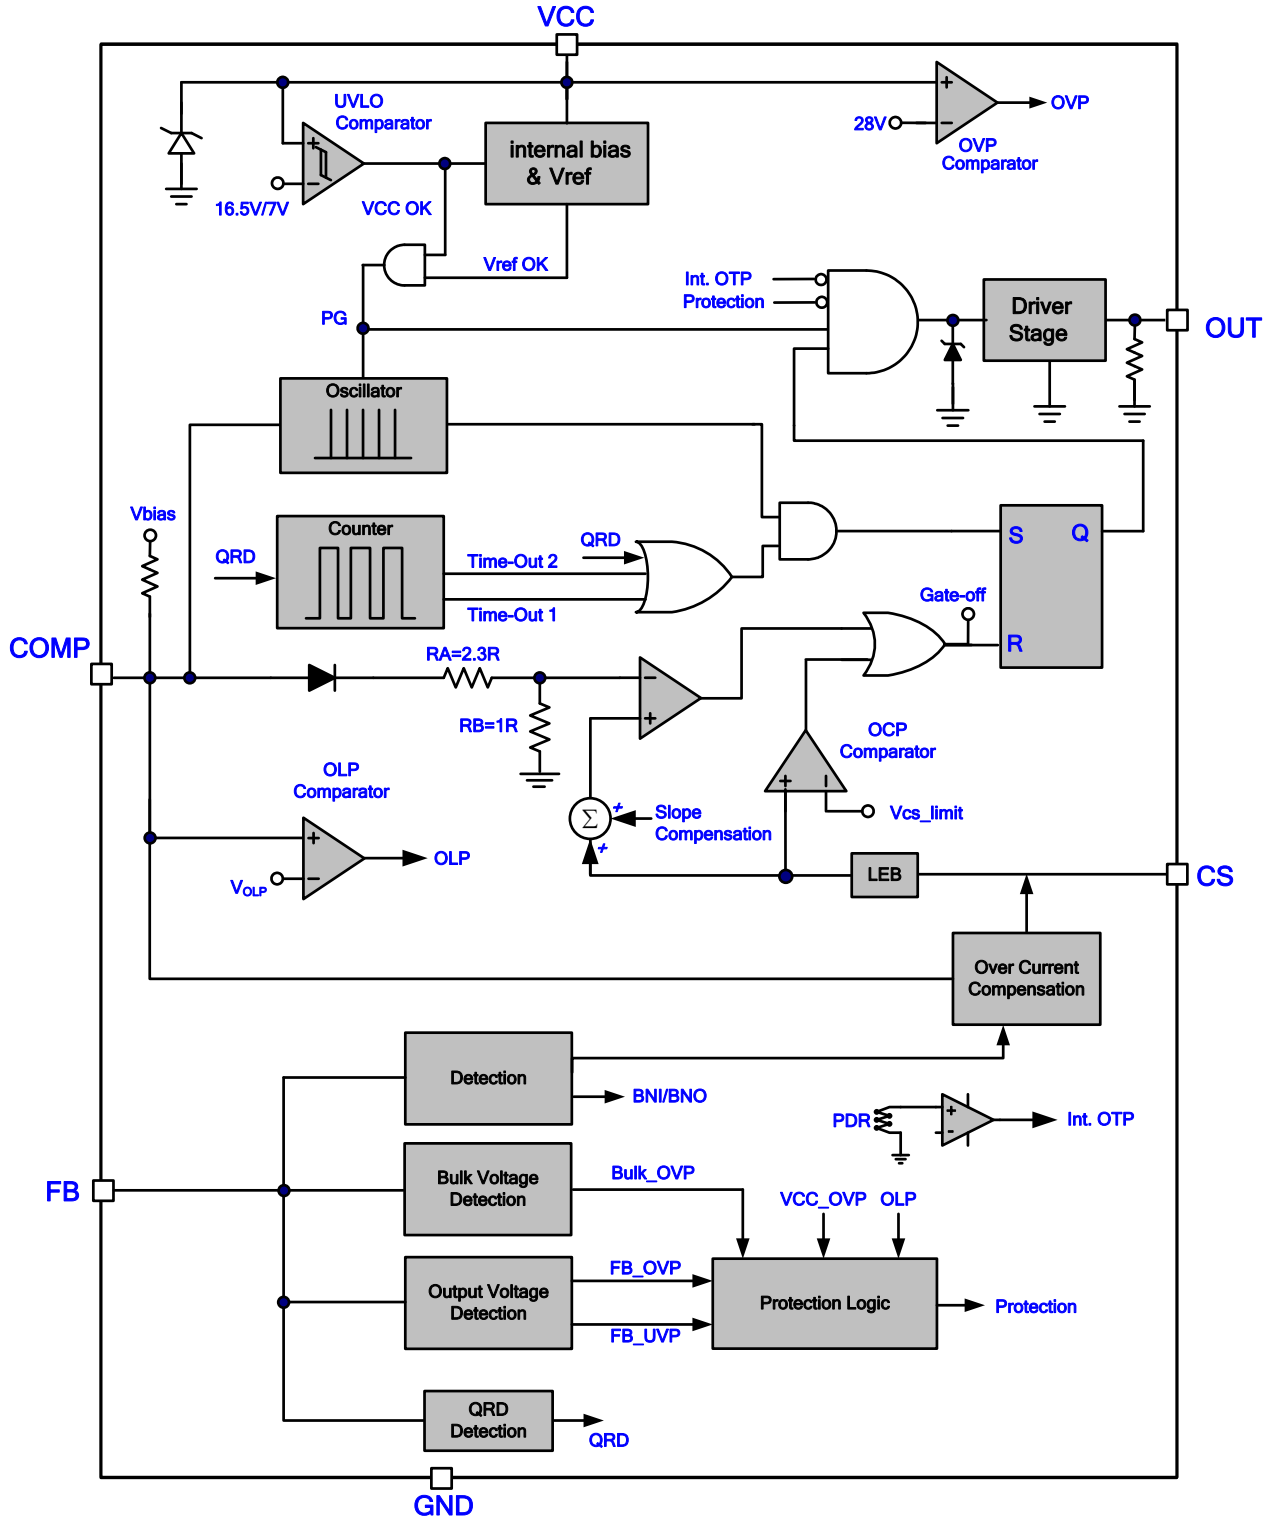 VCC
UVLO
Comparator
+
−
16.5V/7V
VCC OK
internal bias
& Vref
Vref OK
+
−
28V
OVP
OVP
Comparator
PG
Int. OTP
Protection
Driver
Stage
OUT
Oscillator
Vbias
QRD
Counter
Time-Out 2
Time-Out 1
QRD
S
Q
R
Gate-off
COMP
RA=2.3R
RB=1R
−
+
OCP
Comparator
+
−
Vcs_limit
OLP
Comparator
+
−
VOLP
OLP
Σ
+
+
Slope
Compensation
LEB
CS
Over Current
Compensation
Detection
BNI/BNO
PDR
+
-
Int. OTP
FB
Bulk Voltage
Detection
Bulk_OVP
VCC_OVP
OLP
Output Voltage
Detection
FB_OVP
FB_UVP
Protection Logic
Protection
QRD
Detection
QRD
GND